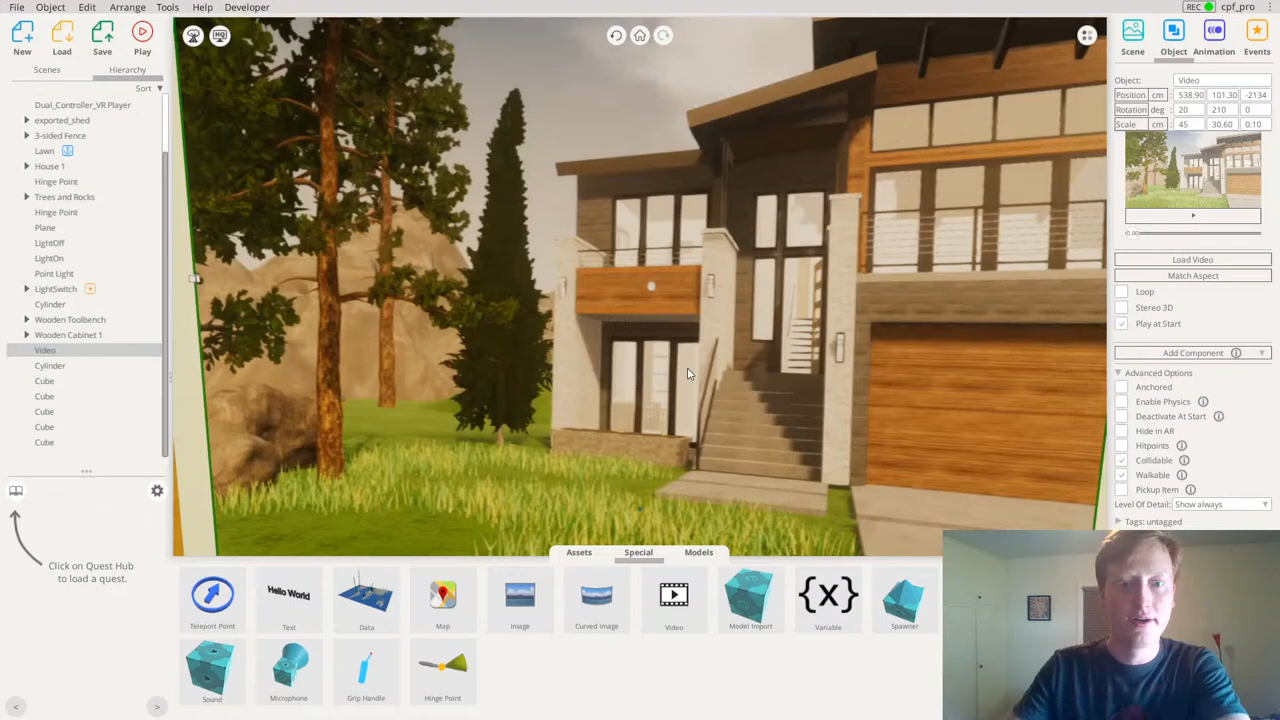 File Object Edit Arrange Tools Help Developer REC cpf_pro
New Load Save Play
Scene Object Animation Events
Scenes Hierarchy
Sort
Dual_Controller_VR Player
exported_shed
3-sided Fence
Lawn
House 1
Hinge Point
Trees and Rocks
Hinge Point
Plane
LightOff
LightOn
Point Light
LightSwitch
Cylinder
Wooden Toolbench
Wooden Cabinet 1
Video
Cylinder
Cube
Cube
Cube
Cube
Cube
Click on Quest Hub
to load a quest.
HQ
Object: Video
Position cm : 538.90 101.30 -2134
Rotation deg 20 210 0
Scale cm : 45 30.60 0.10
0.00
Load Video
Match Aspect
Loop
Stereo 3D
Play at Start
Add Component
Advanced Options
Anchored
Enable Physics
Deactivate At Start
Hide in AR
Hitpoints
Collidable
Walkable
Pickup Item
Level Of Detail: Show always
Tags: untagged
Assets Special Models
Hello World
{x}
Teleport Point Text Data Map Image Curved Image Video Model Import Variable Spawner
Sound Microphone Grip Handle Hinge Point